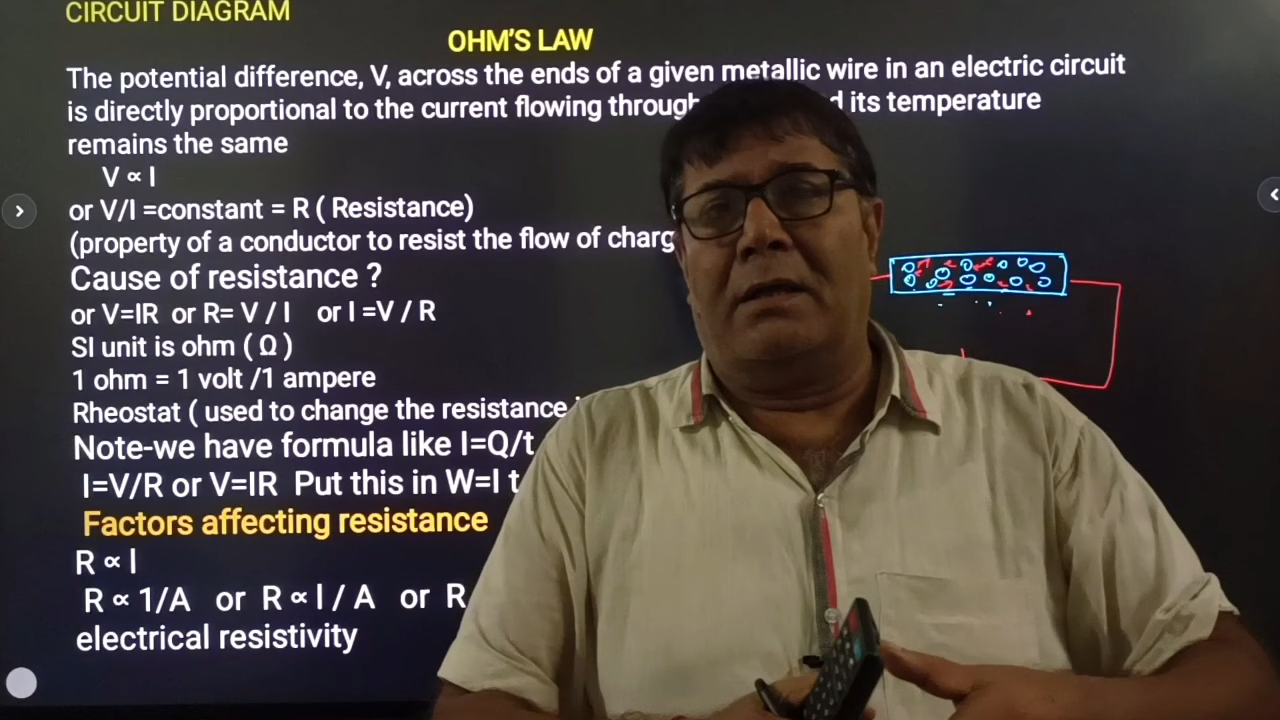 CIRCUIT DIAGRAM
OHM'S LAW
The potential difference, V, across the ends of a given metallic wire in an electric circuit
is directly proportional to the current flowing through its temperature
remains the same
V ∝ I
or V/I =constant = R ( Resistance)
(property of a conductor to resist the flow of
Cause of resistance ?
or V=IR or R= V / I or I =V / R
SI unit is ohm ( Ω )
1 ohm = 1 volt /1 ampere
Rheostat ( used to change the resistance
Note-we have formula like I=Q/t
I=V/R or V=IR Put this in W=I t
Factors affecting resistance
R ∝ l
R ∝ 1/A or R ∝ l / A or R
electrical resistivity